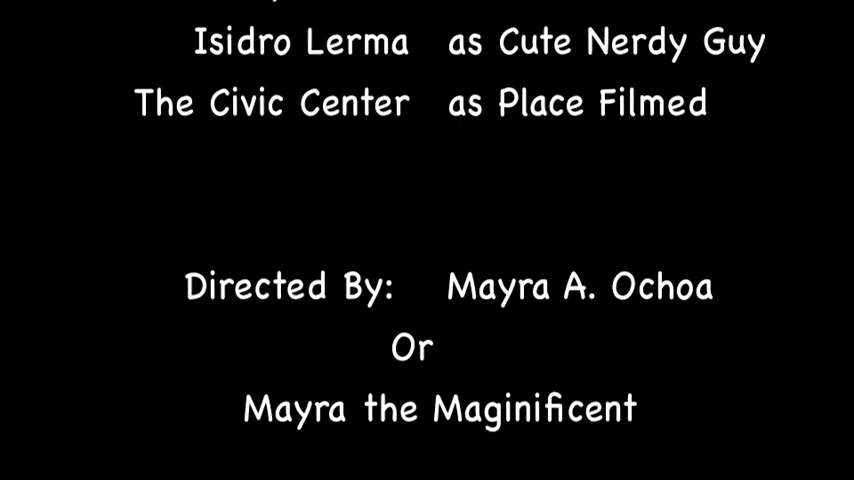 Isidro Lerma as Cute Nerdy Guy
The Civic Center as Place Filmed
Directed By: Mayra A. Ochoa
Or
Mayra the Maginificent